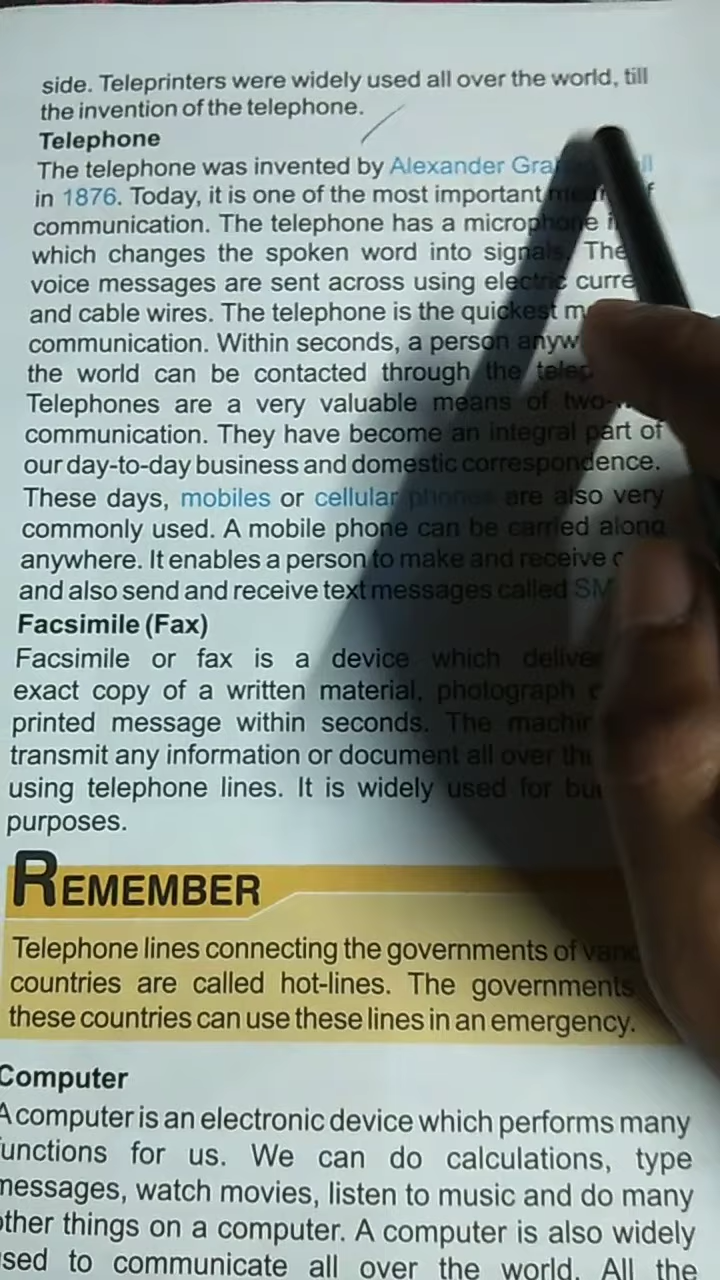 side. Teleprinters were widely used all over the world, till
the invention of the telephone.
Telephone
The telephone was invented by Alexander
in 1876. Today, it is one of the most important
communication. The telephone has a microphone
which changes the spoken word into signals. The
voice messages are sent across using electric
and cable wires. The telephone is the quickest
communication. Within seconds, a person
the world can be contacted through the
Telephones are a very valuable means of
communication. They have become an integral part of
our day-to-day business and domestic correspondence.
These days, mobiles or cellular phones are also very
commonly used. A mobile phone can be carried along
anywhere. It enables a person to make and receive
and also send and receive text messages called
Facsimile (Fax)
Facsimile or fax is a device which
exact copy of a written material, photograph
printed message within seconds. The
transmit any information or document all over
using telephone lines. It is widely used for
purposes.
REMEMBER
Telephone lines connecting the governments of
countries are called hot-lines. The governments
these countries can use these lines in an emergency.
Computer
A computer is an electronic device which performs many
functions for us. We can do calculations, type
messages, watch movies, listen to music and do many
other things on a computer. A computer is also widely
used to communicate all over the world. All the